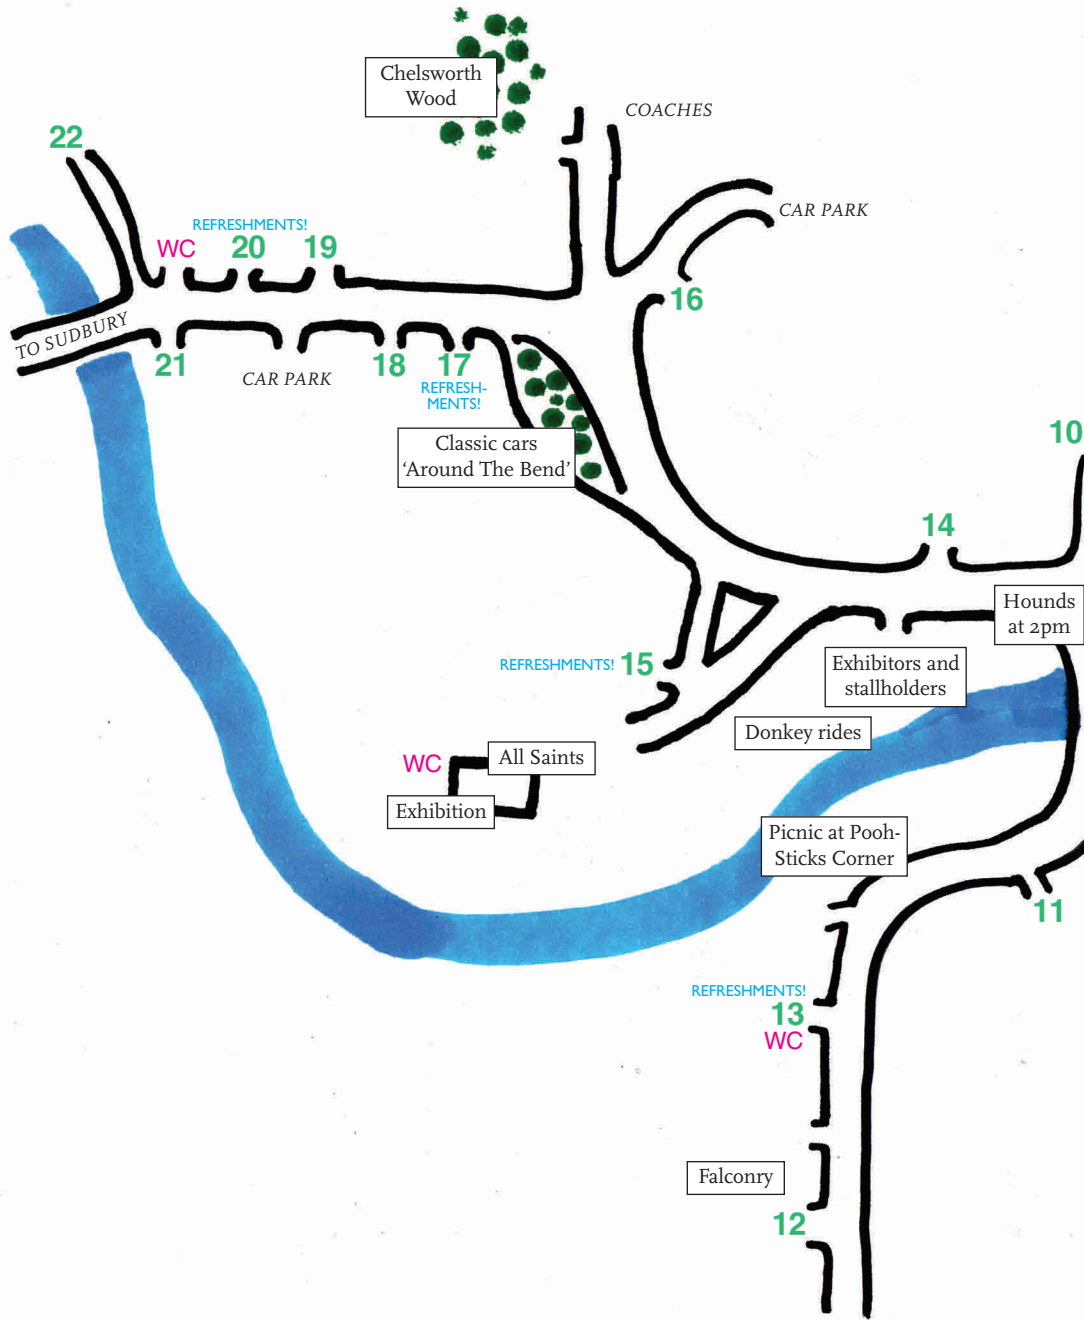 Chelsworth
Wood
COACHES
22
CAR PARK
REFRESHMENTS!
WC
20
19
16
TO SUDBURY
21
CAR PARK
18
17
REFRESH-
MENTS!
Classic cars
‘Around The Bend’
10
14
Hounds
at 2pm
REFRESHMENTS!
15
Exhibitors and
stallholders
Donkey rides
WC
All Saints
Exhibition
Picnic at Pooh-
Sticks Corner
11
REFRESHMENTS!
13
WC
Falconry
12